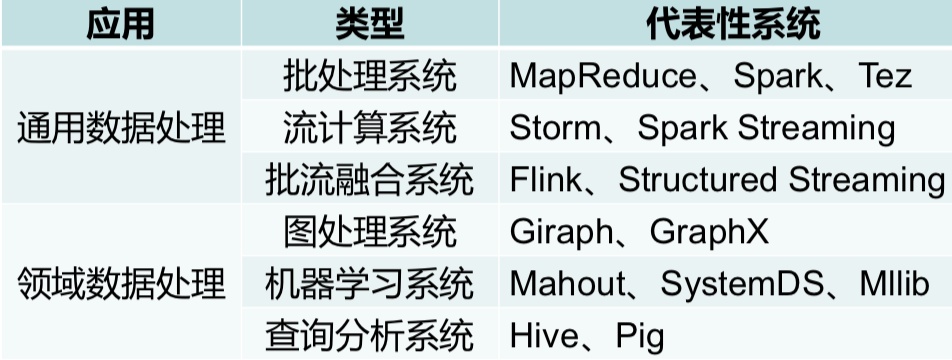 应用 类型 代表性系统
批处理系统 MapReduce、Spark、Tez
通用数据处理 流计算系统 Storm、Spark Streaming
批流融合系统 Flink、Structured Streaming
图处理系统 Giraph、GraphX
领域数据处理 机器学习系统 Mahout、SystemDS、Mllib
查询分析系统 Hive、Pig